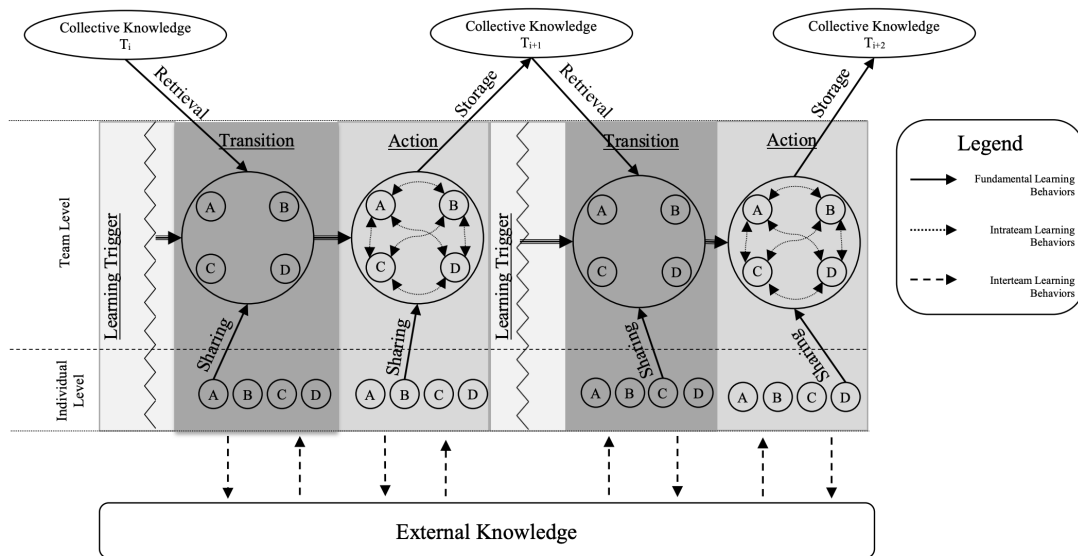 Collective Knowledge
Ti
Collective Knowledge
Ti+1
Collective Knowledge
Ti+2
Retrieval
Storage
Retrieval
Storage
Team Level
Learning Trigger
Transition
Action
Learning Trigger
Transition
Action
A B
C D
A B
C D
A B
C D
A B
C D
Sharing
Sharing
Sharing
Sharing
Individual
Level
A B C D
A B C D
A B C D
A B C D
External Knowledge
Legend
Fundamental Learning
Behaviors
Intrateam Learning
Behaviors
Interteam Learning
Behaviors